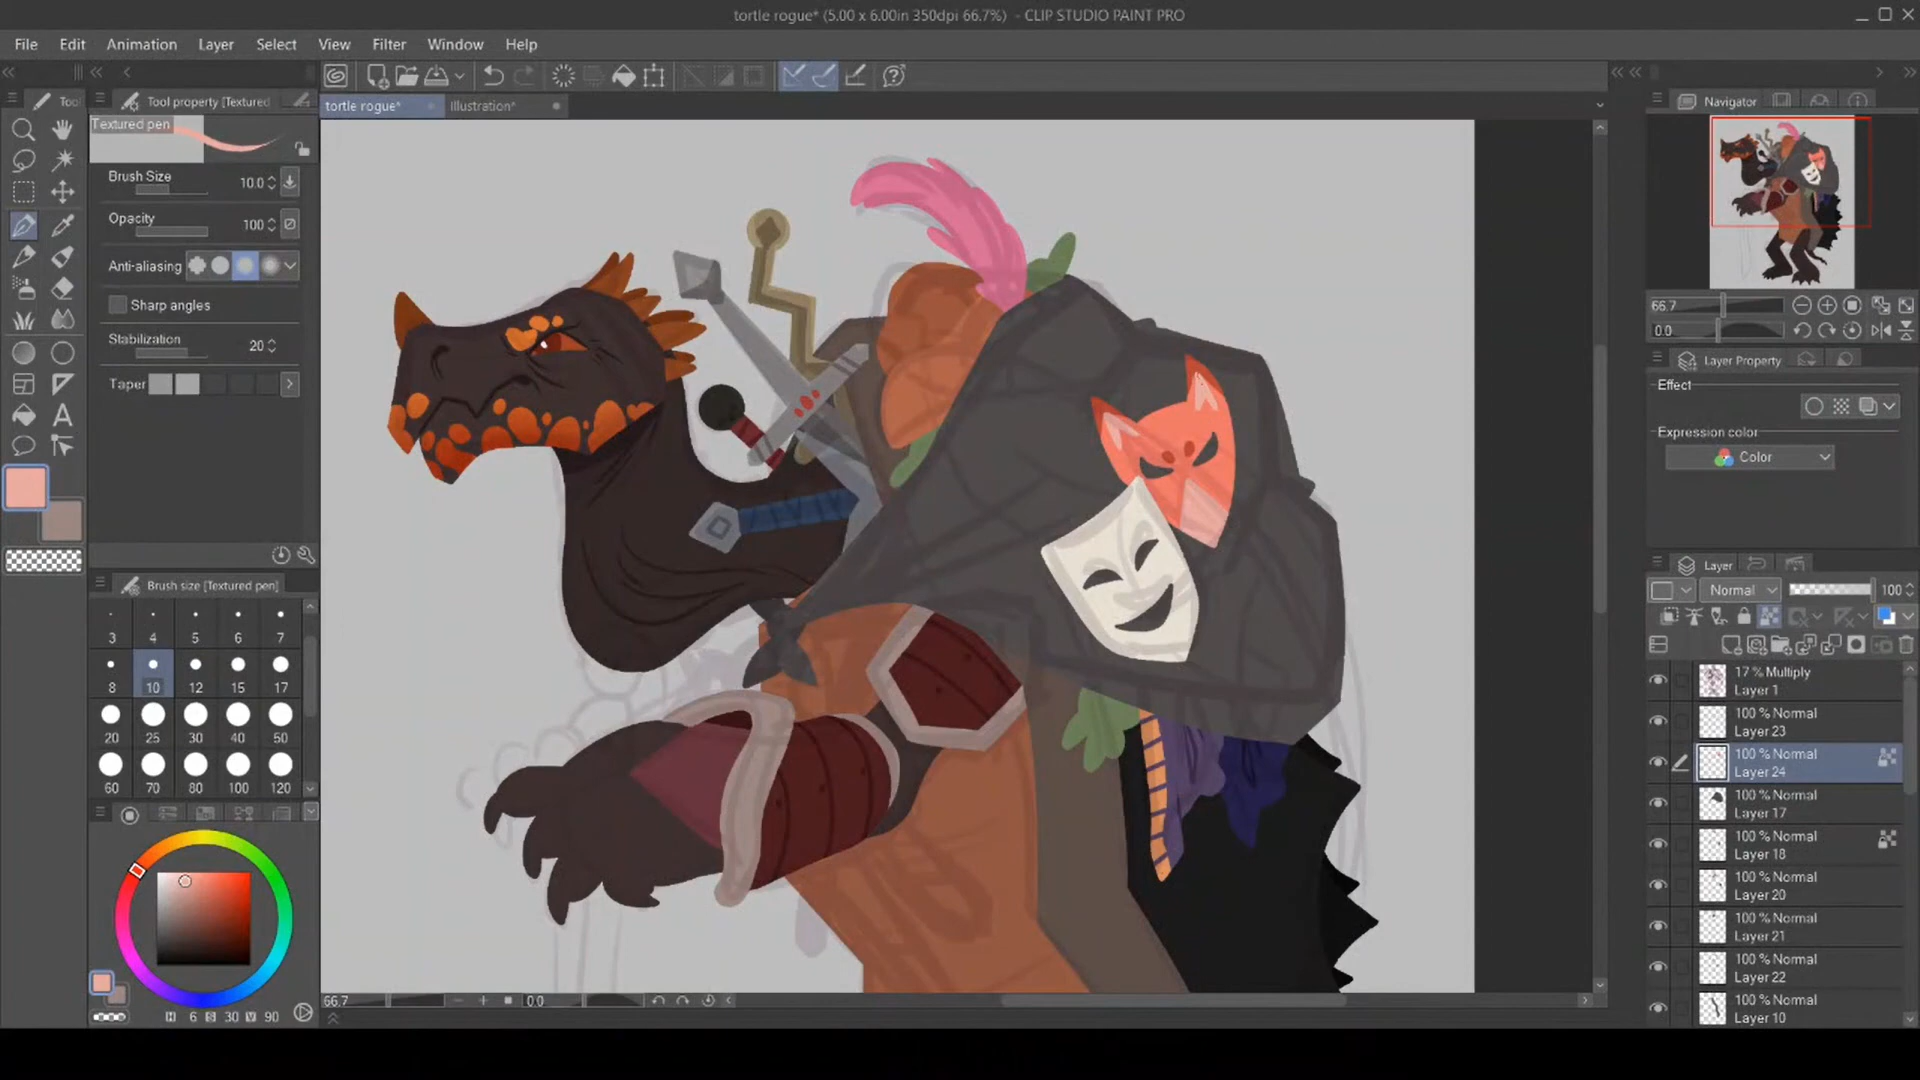 tortle rogue* (5.00 x 6.00in 350dpi 66.7%) - CLIP STUDIO PAINT PRO
File Edit Animation Layer Select View Filter Window Help
Tool property [Textured
tortle rogue*
Illustration*
Navigator
Textured pen
Brush Size 10.0
Opacity 100
Anti-aliasing
Sharp angles
Stabilization 20
Taper
66.7
0.0
Layer Property
Effect
Expression color
Color
Brush size [Textured pen]
3 4 5 6 7
8 10 12 15 17
20 25 30 40 50
60 70 80 100 120
H 6 S 30 V 90
66.7 0.0
Layer
Normal 100
17 % Multiply
Layer 1
100 % Normal
Layer 23
100 % Normal
Layer 24
100 % Normal
Layer 17
100 % Normal
Layer 18
100 % Normal
Layer 20
100 % Normal
Layer 21
100 % Normal
Layer 22
100 % Normal
Layer 10